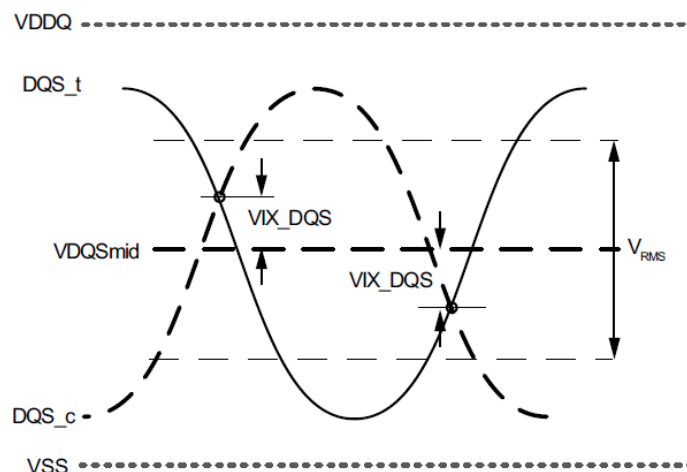 VDDQ
DQS_t
VIX_DQS
VDQSmid
VRMS
VIX_DQS
DQS_c
VSS